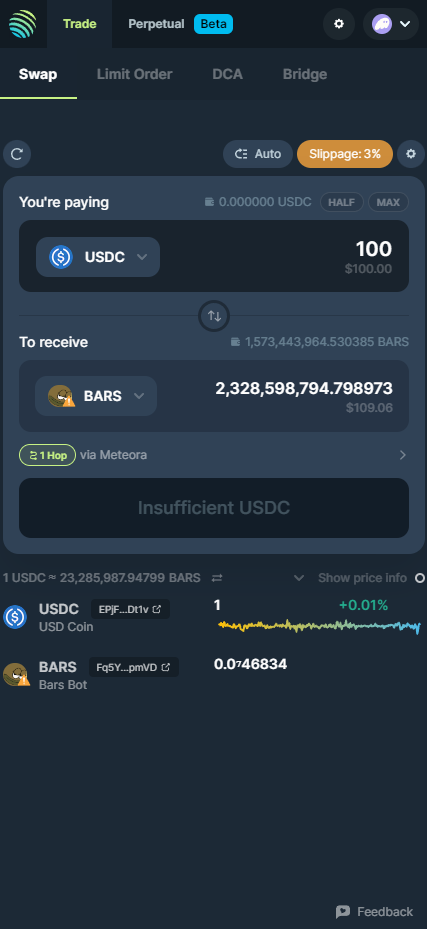 Trade Perpetual Beta
Swap Limit Order DCA Bridge
Auto Slippage: 3%
You're paying 0.000000 USDC HALF MAX
USDC 100
$100.00
To receive 1,573,443,964.530385 BARS
BARS 2,328,598,794.798973
$109.06
1 Hop via Meteora
Insufficient USDC
1 USDC ≈ 23,285,987.94799 BARS Show price info
USDC EPjF...Dt1v 1 +0.01%
USD Coin
BARS Fq5Y...pmVD 0.0₇46834
Bars Bot
Feedback